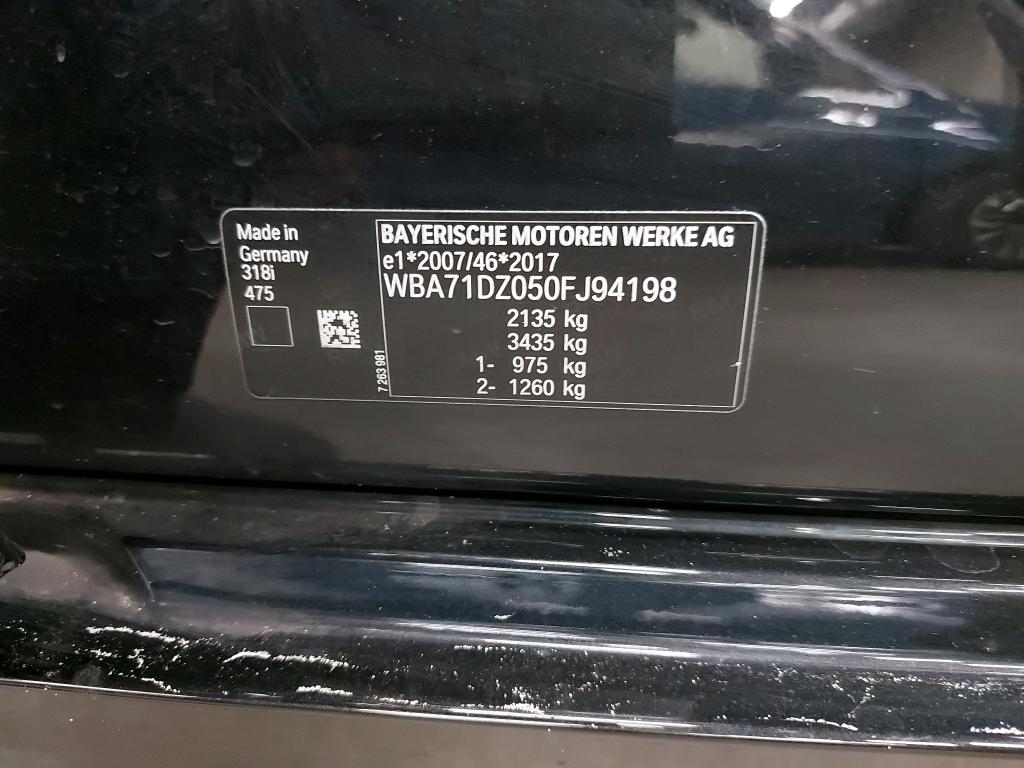 Made in
Germany
318i
475
7 263 981
BAYERISCHE MOTOREN WERKE AG
e1*2007/46*2017
WBA71DZ050FJ94198
2135 kg
3435 kg
1- 975 kg
2- 1260 kg